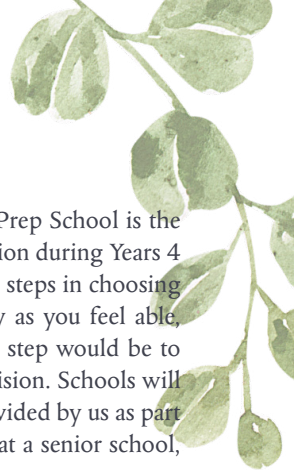 Prep School is the
ion during Years 4
steps in choosing
y as you feel able,
step would be to
ision. Schools will
vided by us as part
at a senior school,